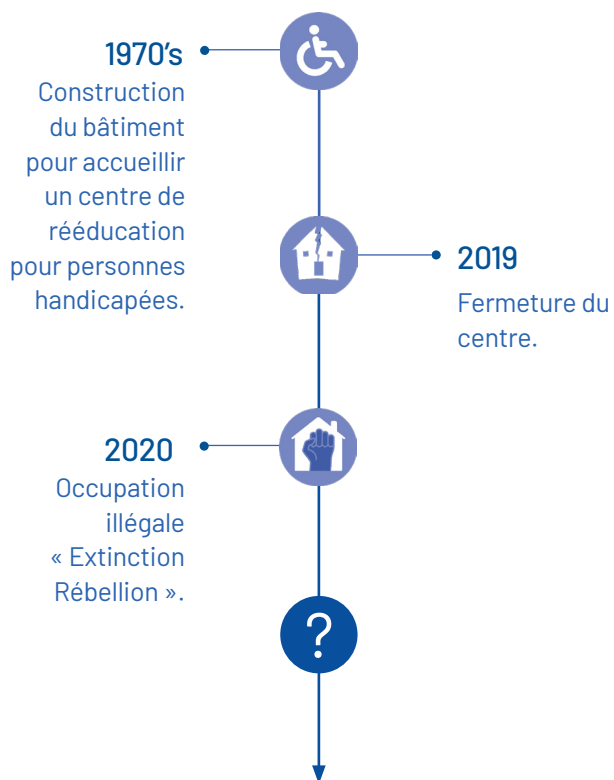 1970's
Construction
du bâtiment
pour accueillir
un centre de
rééducation
pour personnes
handicapées.
2019
Fermeture du
centre.
2020
Occupation
illégale
« Extinction
Rébellion ».
?